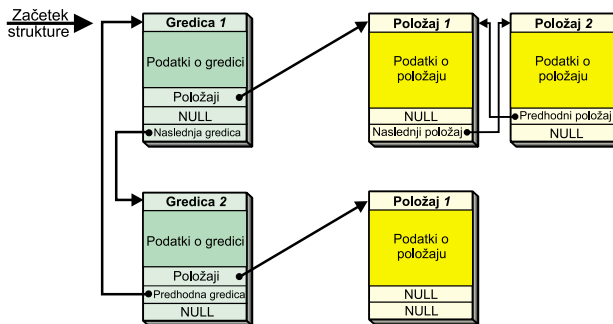 Začetek
strukture
Gredica 1
Podatki o gredici
Položaji
NULL
Naslednja gredica
Položaj 1
Podatki o
položaju
NULL
Naslednji položaj
Položaj 2
Podatki o
položaju
Predhodni položaj
NULL
Gredica 2
Podatki o gredici
Položaji
Predhodna gredica
NULL
Položaj 1
Podatki o
položaju
NULL
NULL